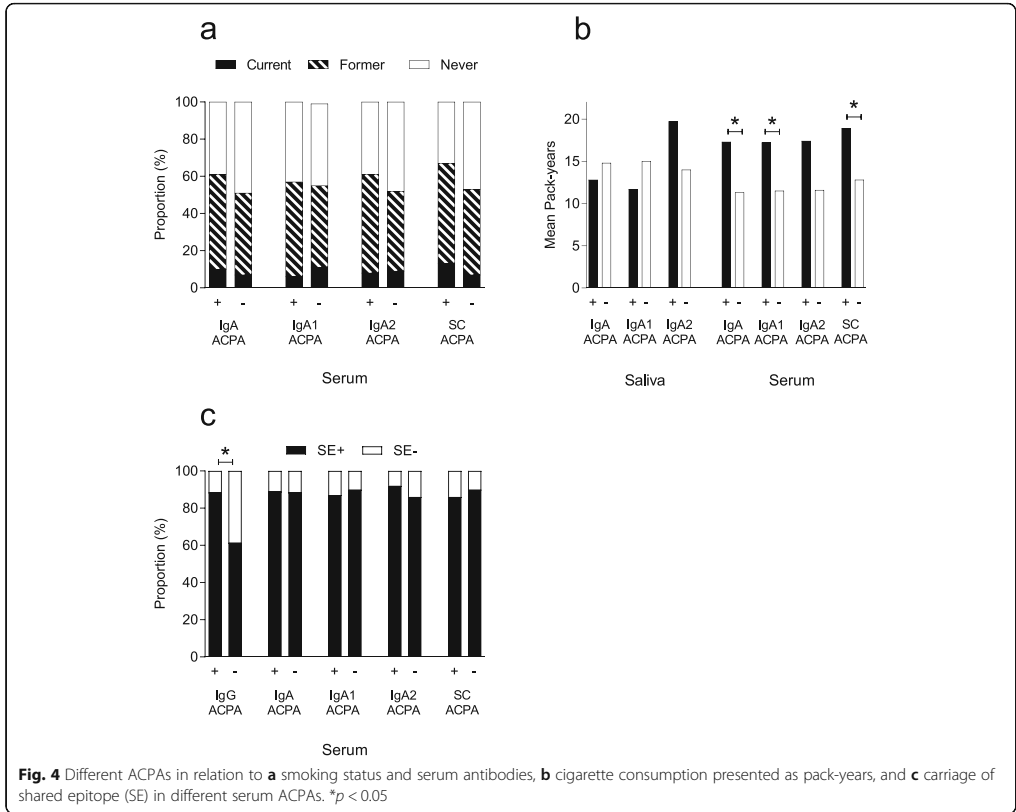 a
Current Former Never
Proportion (%)
100
80
60
40
20
0
+ - + - + - + -
IgA ACPA IgA1 ACPA IgA2 ACPA SC ACPA
Serum
b
Mean Pack-years
20
15
10
5
0
* * *
+ - + - + - + - + - + - + -
IgA ACPA IgA1 ACPA IgA2 ACPA IgA ACPA IgA1 ACPA IgA2 ACPA SC ACPA
Saliva Serum
c
SE+ SE-
*
Proportion (%)
100
80
60
40
20
0
+ - + - + - + - + -
IgG ACPA IgA ACPA IgA1 ACPA IgA2 ACPA SC ACPA
Serum
Fig. 4 Different ACPAs in relation to a smoking status and serum antibodies, b cigarette consumption presented as pack-years, and c carriage of
shared epitope (SE) in different serum ACPAs. *p < 0.05